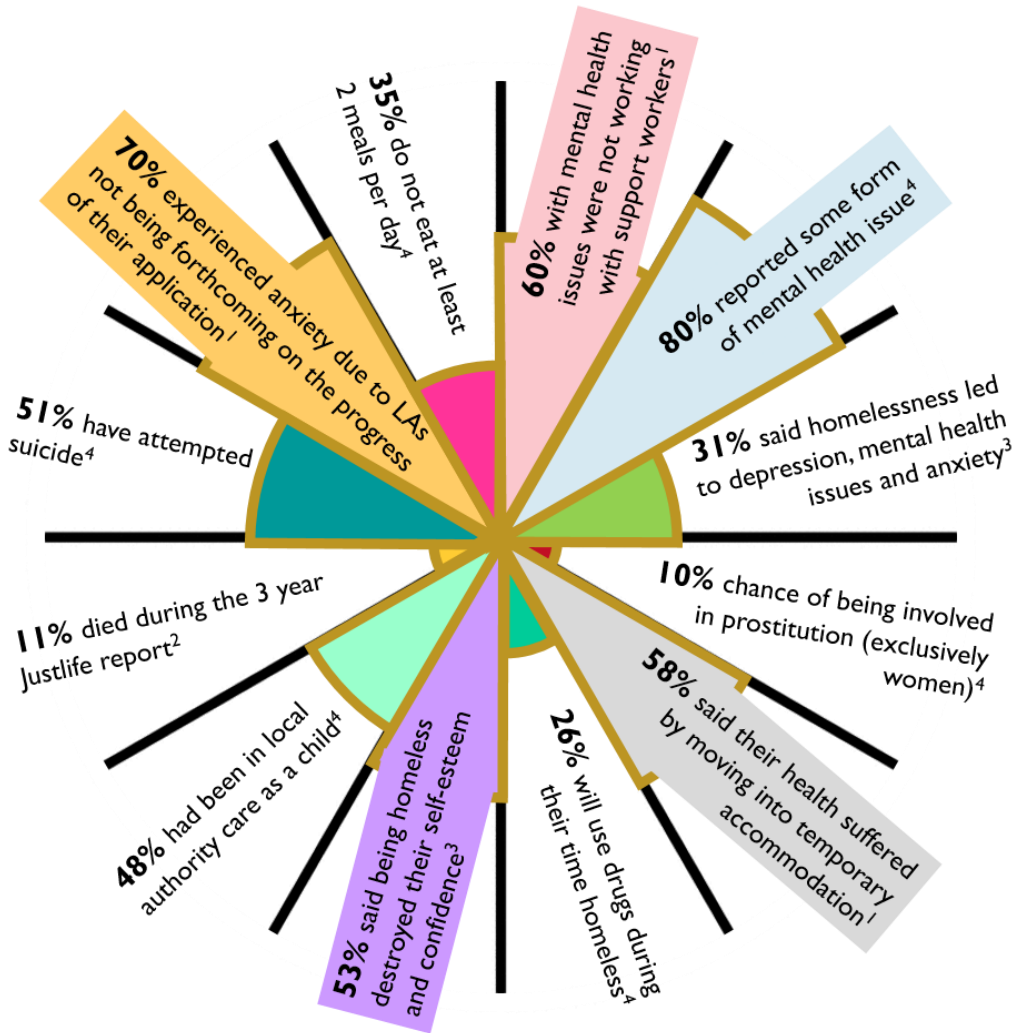 60% with mental health
issues were not working
with support workers¹
80% reported some form
of mental health issue⁴
31% said homelessness led
to depression, mental health
issues and anxiety³
10% chance of being involved
in prostitution (exclusively
women)⁴
58% said their health suffered
by moving into temporary
accommodation¹
26% will use drugs during
their time homeless⁴
53% said being homeless
destroyed their self-esteem
and confidence³
48% had been in local
authority care as a child⁴
11% died during the 3 year
Justlife report²
51% have attempted
suicide⁴
70% experienced anxiety due to LAs
not being forthcoming on the progress
of their application¹
35% do not eat at least
2 meals per day⁴